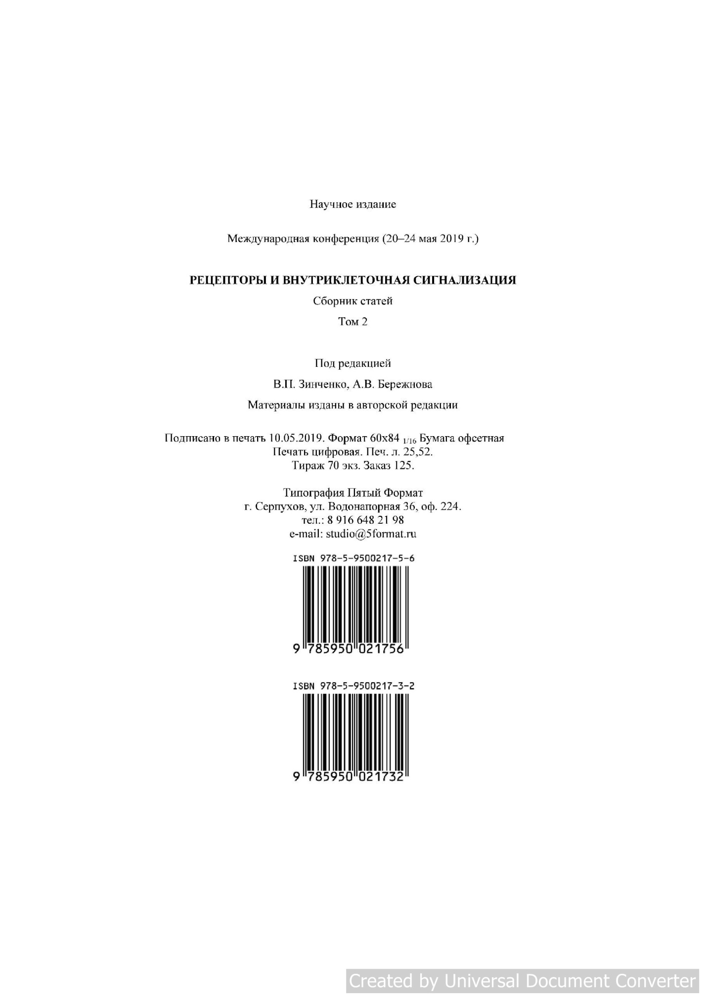 Научное издание
Международная конференция (20–24 мая 2019 г.)
РЕЦЕПТОРЫ И ВНУТРИКЛЕТОЧНАЯ СИГНАЛИЗАЦИЯ
Сборник статей
Том 2
Под редакцией
В.П. Зинченко, А.В. Бережнова
Материалы изданы в авторской редакции
Подписано в печать 10.05.2019. Формат 60х84 1/16 Бумага офсетная
Печать цифровая. Печ. л. 25,52.
Тираж 70 экз. Заказ 125.
Типография Пятый Формат
г. Серпухов, ул. Водонапорная 36, оф. 224.
тел.: 8 916 648 21 98
e-mail: studio@5format.ru
ISBN 978-5-9500217-5-6
9 785950 021756
ISBN 978-5-9500217-3-2
9 785950 021732
Created by Universal Document Converter